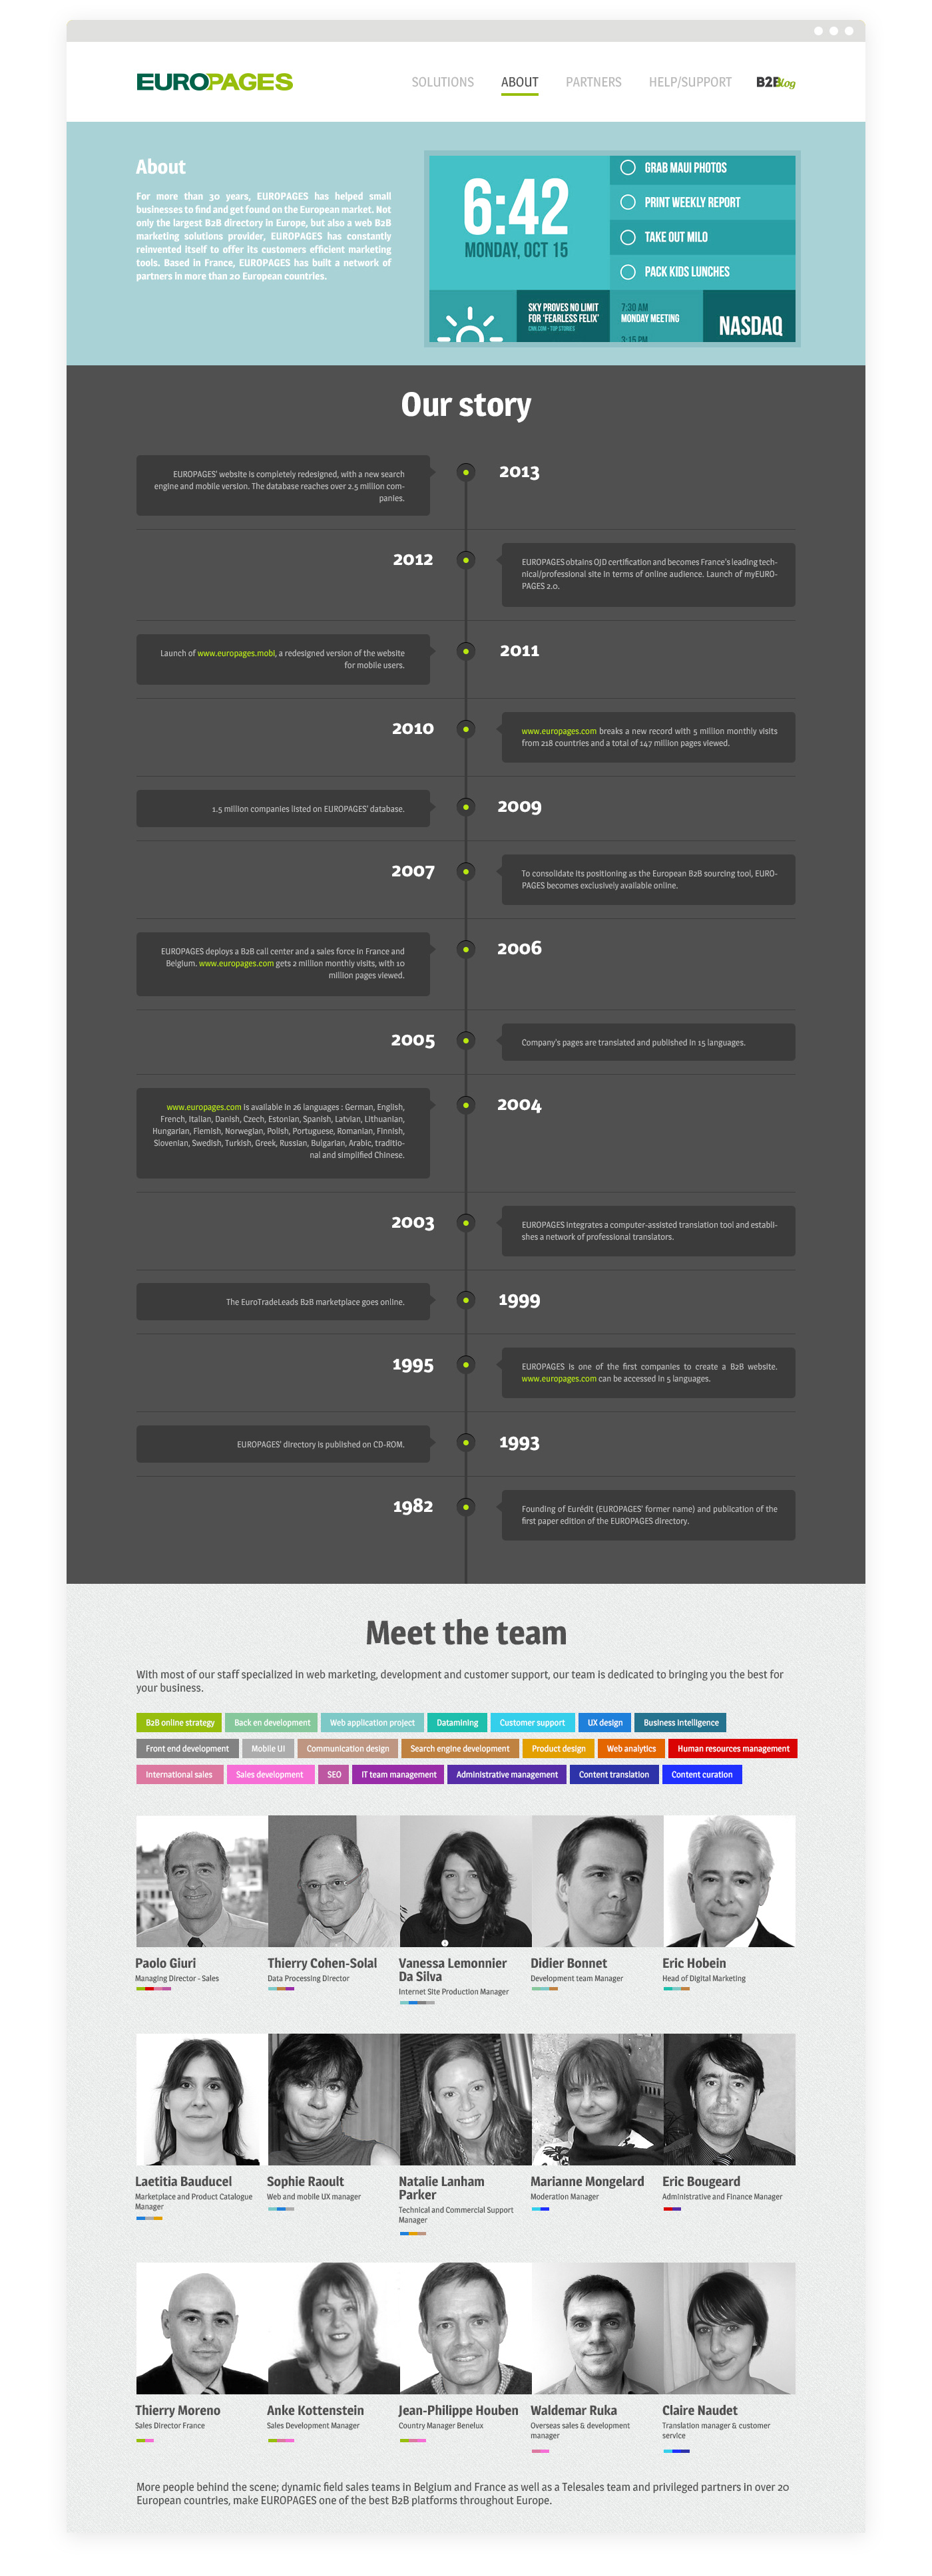 EUROPAGES
SOLUTIONS
ABOUT
PARTNERS
HELP/SUPPORT
B2B Blog
About
For more than 30 years, EUROPAGES has helped small
businesses to find and get found on the European market. Not
only the largest B2B directory in Europe, but also a web B2B
marketing solutions provider, EUROPAGES has constantly
reinvented itself to offer its customers efficient marketing
tools. Based in France, EUROPAGES has built a network of
partners in more than 20 European countries.
6:42
MONDAY, OCT 15
GRAB MAUI PHOTOS
PRINT WEEKLY REPORT
TAKE OUT MILO
PACK KIDS LUNCHES
SKY PROVES NO LIMIT
FOR 'FEARLESS FELIX'
CNN.COM - TOP STORIES
7:30 AM
MONDAY MEETING
3:15 PM
NASDAQ
Our story
EUROPAGES' website is completely redesigned, with a new search
engine and mobile version. The database reaches over 2.5 million com-
panies.
2013
2012
EUROPAGES obtains OJD certification and becomes France's leading tech-
nical/professional site in terms of online audience. Launch of myEURO-
PAGES 2.0.
Launch of www.europages.mobi, a redesigned version of the website
for mobile users.
2011
2010
www.europages.com breaks a new record with 5 million monthly visits
from 218 countries and a total of 147 million pages viewed.
1.5 million companies listed on EUROPAGES' database.
2009
2007
To consolidate its positioning as the European B2B sourcing tool, EURO-
PAGES becomes exclusively available online.
EUROPAGES deploys a B2B call center and a sales force in France and
Belgium. www.europages.com gets 2 million monthly visits, with 10
million pages viewed.
2006
2005
Company's pages are translated and published in 15 languages.
www.europages.com is available in 26 languages : German, English,
French, Italian, Danish, Czech, Estonian, Spanish, Latvian, Lithuanian,
Hungarian, Flemish, Norwegian, Polish, Portuguese, Romanian, Finnish,
Slovenian, Swedish, Turkish, Greek, Russian, Bulgarian, Arabic, traditio-
nal and simplified Chinese.
2004
2003
EUROPAGES integrates a computer-assisted translation tool and establi-
shes a network of professional translators.
The EuroTradeLeads B2B marketplace goes online.
1999
1995
EUROPAGES is one of the first companies to create a B2B website.
www.europages.com can be accessed in 5 languages.
EUROPAGES' directory is published on CD-ROM.
1993
1982
Founding of Eurédit (EUROPAGES' former name) and publication of the
first paper edition of the EUROPAGES directory.
Meet the team
With most of our staff specialized in web marketing, development and customer support, our team is dedicated to bringing you the best for
your business.
B2B online strategy
Back en development
Web application project
Datamining
Customer support
UX design
Business intelligence
Front end development
Mobile UI
Communication design
Search engine development
Product design
Web analytics
Human resources management
International sales
Sales development
SEO
IT team management
Administrative management
Content translation
Content curation
Paolo Giuri
Managing Director - Sales
Thierry Cohen-Solal
Data Processing Director
Vanessa Lemonnier
Da Silva
Internet Site Production Manager
Didier Bonnet
Development team Manager
Eric Hobein
Head of Digital Marketing
Laetitia Bauducel
Marketplace and Product Catalogue
Manager
Sophie Raoult
Web and mobile UX manager
Natalie Lanham
Parker
Technical and Commercial Support
Manager
Marianne Mongelard
Moderation Manager
Eric Bougeard
Administrative and Finance Manager
Thierry Moreno
Sales Director France
Anke Kottenstein
Sales Development Manager
Jean-Philippe Houben
Country Manager Benelux
Waldemar Ruka
Overseas sales & development
manager
Claire Naudet
Translation manager & customer
service
More people behind the scene; dynamic field sales teams in Belgium and France as well as a Telesales team and privileged partners in over 20
European countries, make EUROPAGES one of the best B2B platforms throughout Europe.